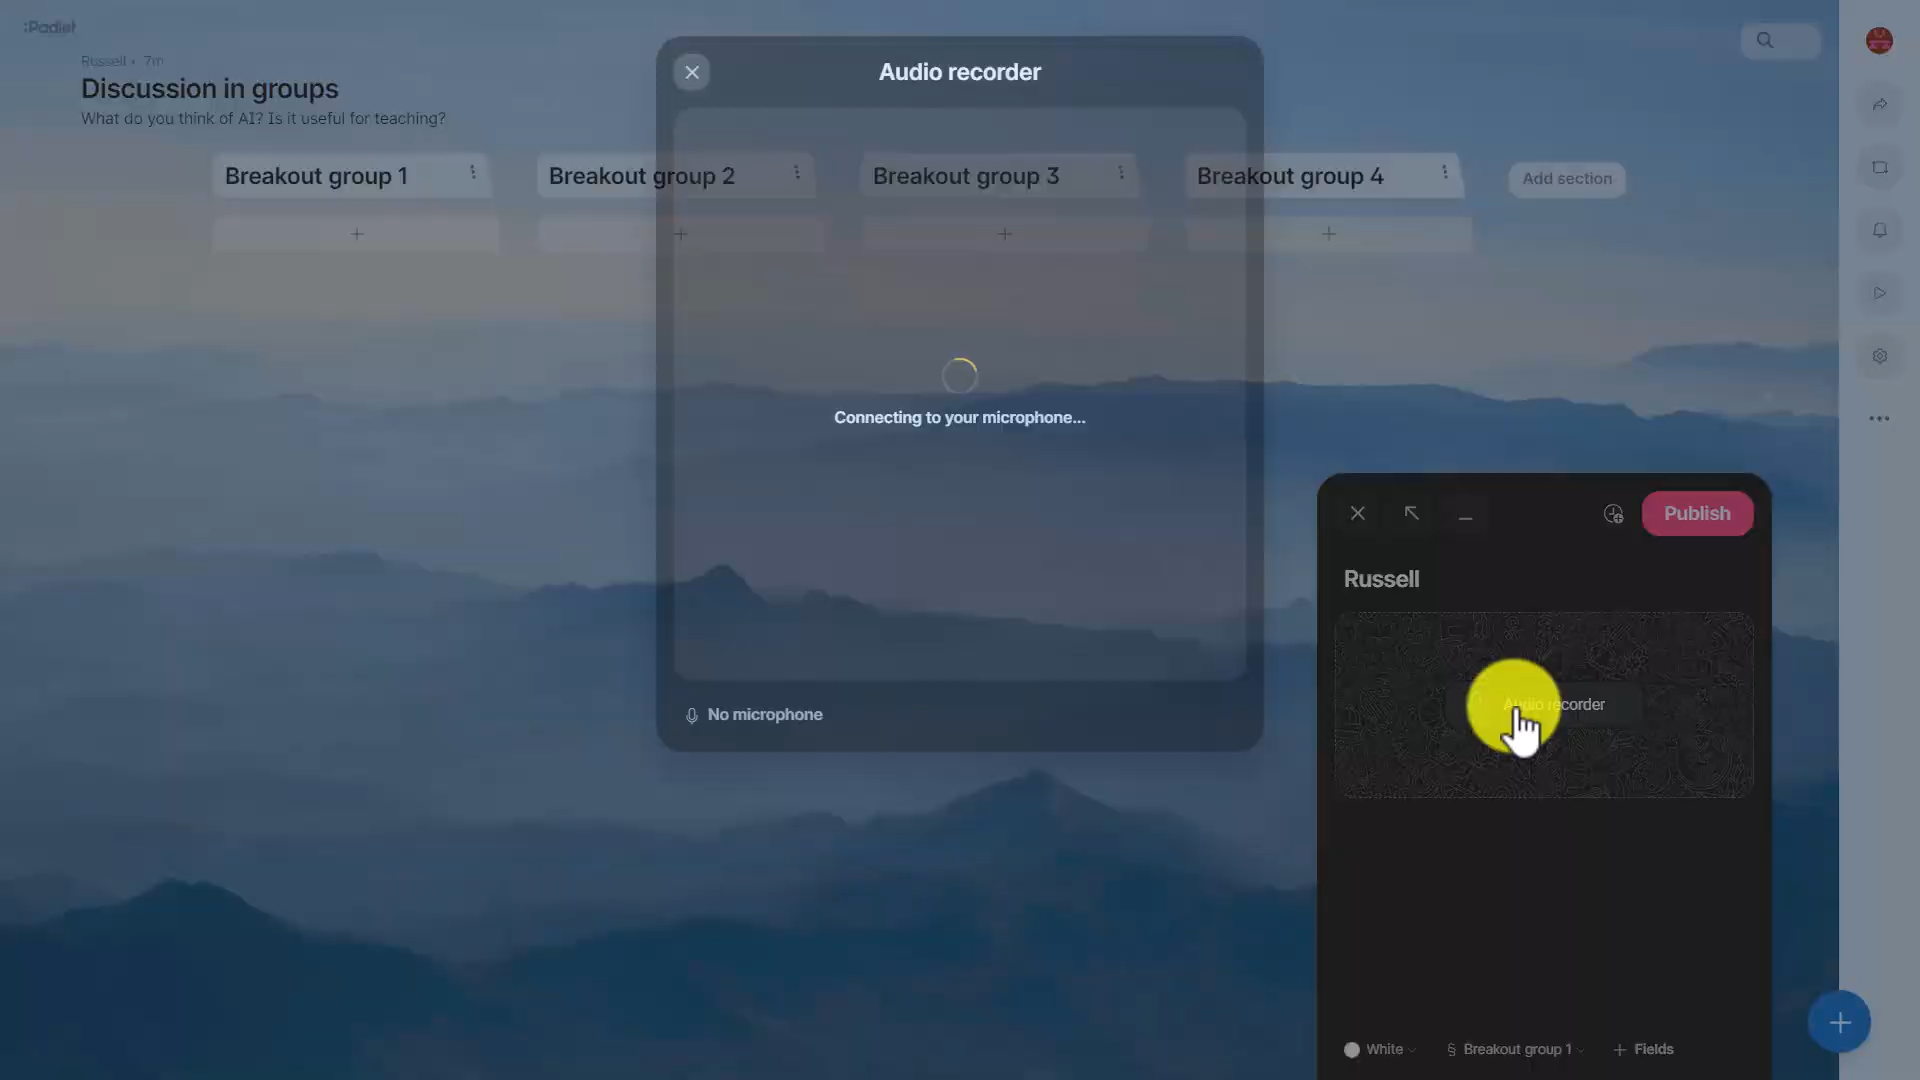 :Padlet
Russell • 7m
Discussion in groups
What do you think of AI? Is it useful for teaching?
Audio recorder
Breakout group 1
Breakout group 2
Breakout group 3
Breakout group 4
Add section
Connecting to your microphone...
No microphone
Publish
Russell
Audio recorder
White
Breakout group 1
Fields